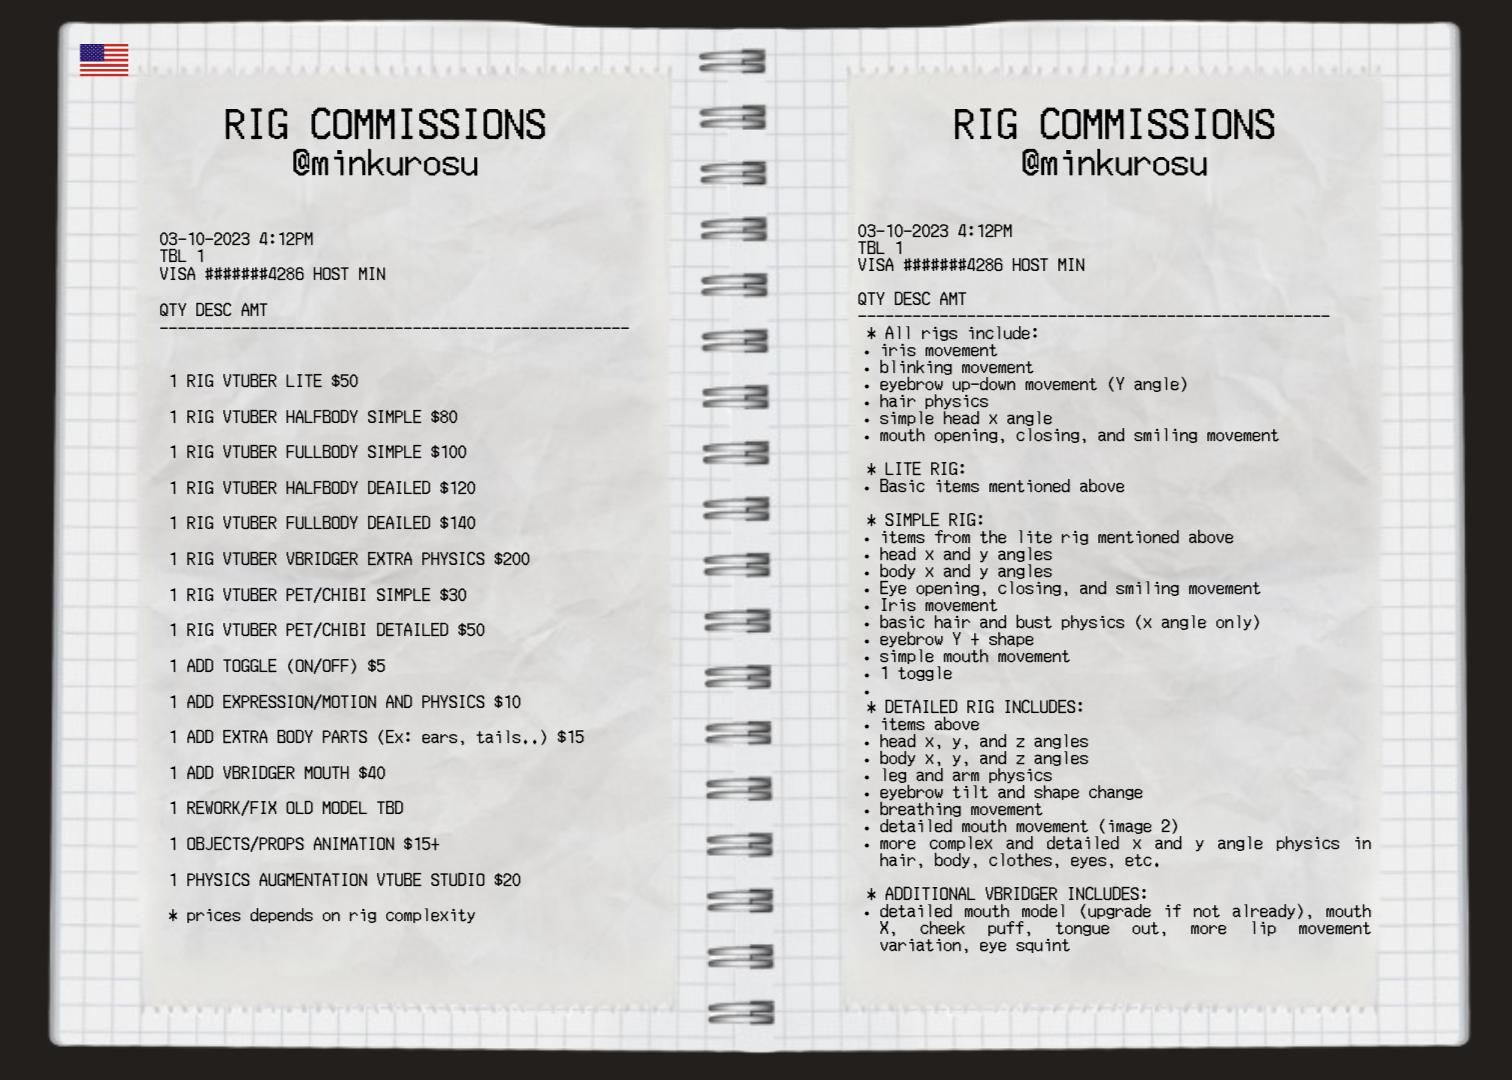 RIG COMMISSIONS
@minkurosu
03-10-2023 4:12PM
TBL 1
VISA #######4286 HOST MIN
QTY DESC AMT
----------------------------------------------------
1 RIG VTUBER LITE $50
1 RIG VTUBER HALFBODY SIMPLE $80
1 RIG VTUBER FULLBODY SIMPLE $100
1 RIG VTUBER HALFBODY DEAILED $120
1 RIG VTUBER FULLBODY DEAILED $140
1 RIG VTUBER VBRIDGER EXTRA PHYSICS $200
1 RIG VTUBER PET/CHIBI SIMPLE $30
1 RIG VTUBER PET/CHIBI DETAILED $50
1 ADD TOGGLE (ON/OFF) $5
1 ADD EXPRESSION/MOTION AND PHYSICS $10
1 ADD EXTRA BODY PARTS (Ex: ears, tails..) $15
1 ADD VBRIDGER MOUTH $40
1 REWORK/FIX OLD MODEL TBD
1 OBJECTS/PROPS ANIMATION $15+
1 PHYSICS AUGMENTATION VTUBE STUDIO $20
* prices depends on rig complexity
RIG COMMISSIONS
@minkurosu
03-10-2023 4:12PM
TBL 1
VISA #######4286 HOST MIN
QTY DESC AMT
----------------------------------------------------
* All rigs include:
• iris movement
• blinking movement
• eyebrow up-down movement (Y angle)
• hair physics
• simple head x angle
• mouth opening, closing, and smiling movement
* LITE RIG:
• Basic items mentioned above
* SIMPLE RIG:
• items from the lite rig mentioned above
• head x and y angles
• body x and y angles
• Eye opening, closing, and smiling movement
• Iris movement
• basic hair and bust physics (x angle only)
• eyebrow Y + shape
• simple mouth movement
• 1 toggle
•
* DETAILED RIG INCLUDES:
• items above
• head x, y, and z angles
• body x, y, and z angles
• leg and arm physics
• eyebrow tilt and shape change
• breathing movement
• detailed mouth movement (image 2)
• more complex and detailed x and y angle physics in
hair, body, clothes, eyes, etc.
* ADDITIONAL VBRIDGER INCLUDES:
• detailed mouth model (upgrade if not already), mouth
X, cheek puff, tongue out, more lip movement
variation, eye squint